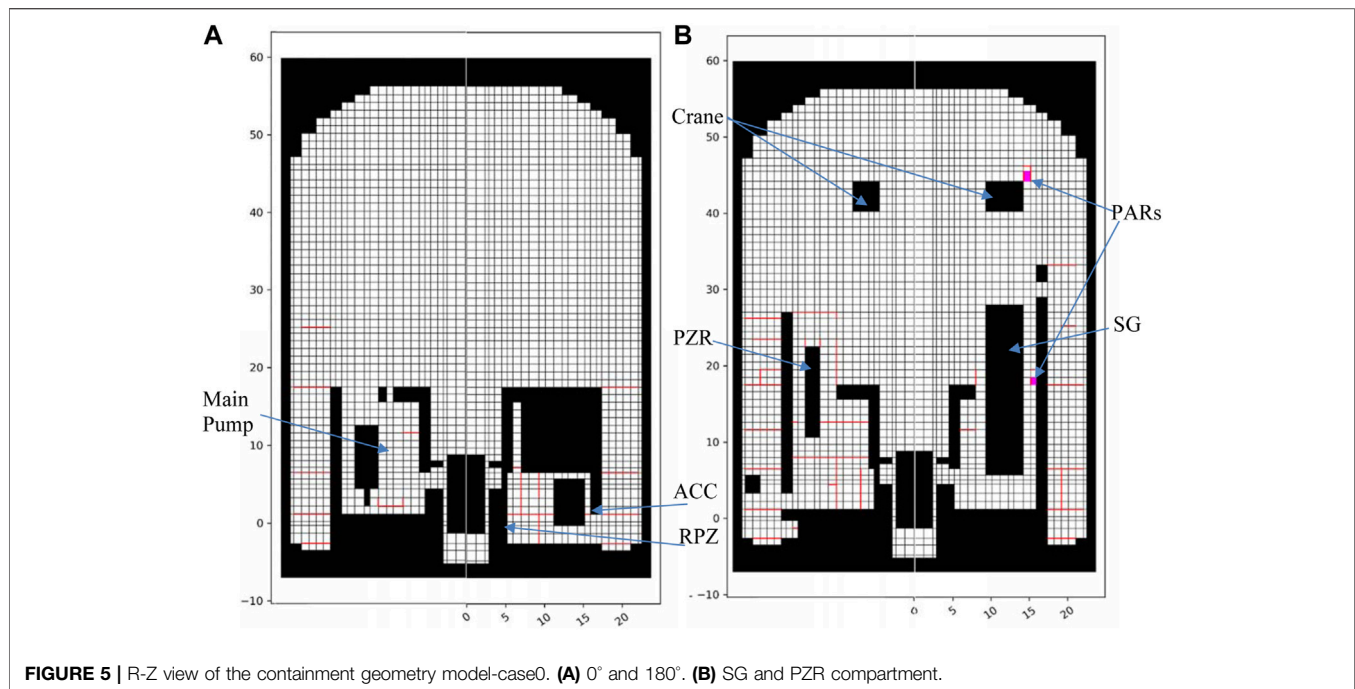 A
B
60
50
40
30
20
10
0
−10
0
5
10
15
20
Main
Pump
ACC
RPZ
60
50
40
30
20
10
0
−10
0
5
10
15
20
Crane
PARs
PZR
SG
FIGURE 5 | R-Z view of the containment geometry model-case0. (A) 0° and 180°. (B) SG and PZR compartment.